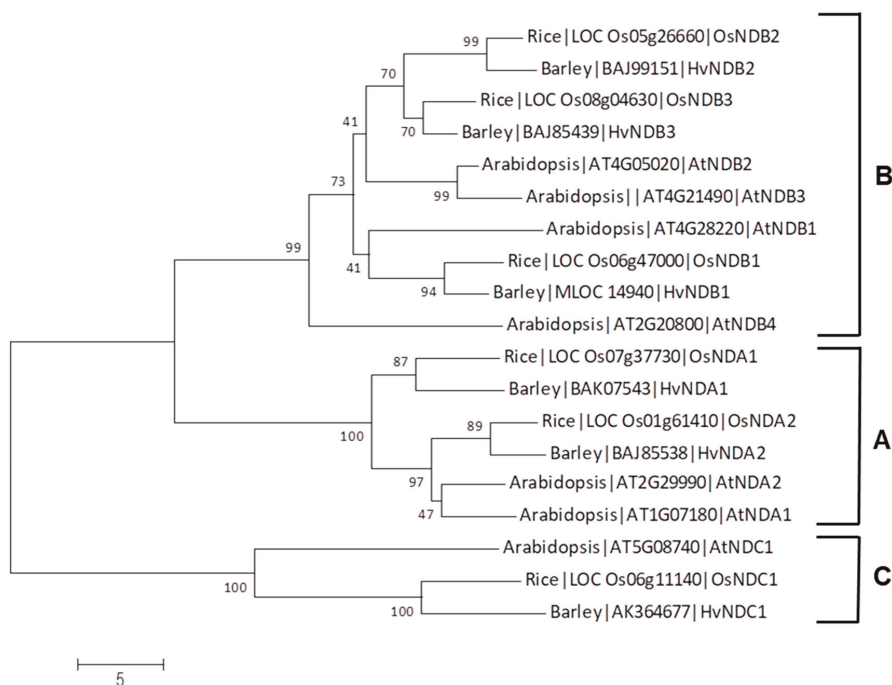 99
Rice|LOC Os05g26660|OsNDB2
Barley|BAJ99151|HvNDB2
70
Rice|LOC Os08g04630|OsNDB3
41
70
Barley|BAJ85439|HvNDB3
Arabidopsis|AT4G05020|AtNDB2
B
73
99
Arabidopsis||AT4G21490|AtNDB3
Arabidopsis|AT4G28220|AtNDB1
99
41
Rice|LOC Os06g47000|OsNDB1
94
Barley|MLOC 14940|HvNDB1
Arabidopsis|AT2G20800|AtNDB4
87
Rice|LOC Os07g37730|OsNDA1
Barley|BAK07543|HvNDA1
89
Rice|LOC Os01g61410|OsNDA2
100
A
Barley|BAJ85538|HvNDA2
97
Arabidopsis|AT2G29990|AtNDA2
47
Arabidopsis|AT1G07180|AtNDA1
Arabidopsis|AT5G08740|AtNDC1
C
100
Rice|LOC Os06g11140|OsNDC1
100
Barley|AK364677|HvNDC1
5